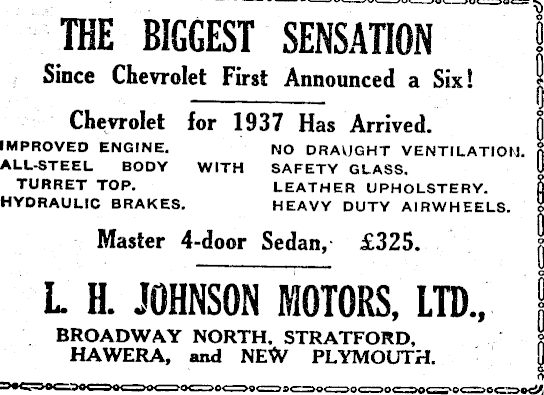 THE BIGGEST SENSATION
Since Chevrolet First Announced a Six!
Chevrolet for 1937 Has Arrived.
IMPROVED ENGINE.
ALL-STEEL BODY WITH
TURRET TOP.
HYDRAULIC BRAKES.
NO DRAUGHT VENTILATION.
SAFETY GLASS.
LEATHER UPHOLSTERY.
HEAVY DUTY AIRWHEELS.
Master 4-door Sedan, £325.
L. H. JOHNSON MOTORS, LTD.,
BROADWAY NORTH, STRATFORD,
HAWERA, and NEW PLYMOUTH.